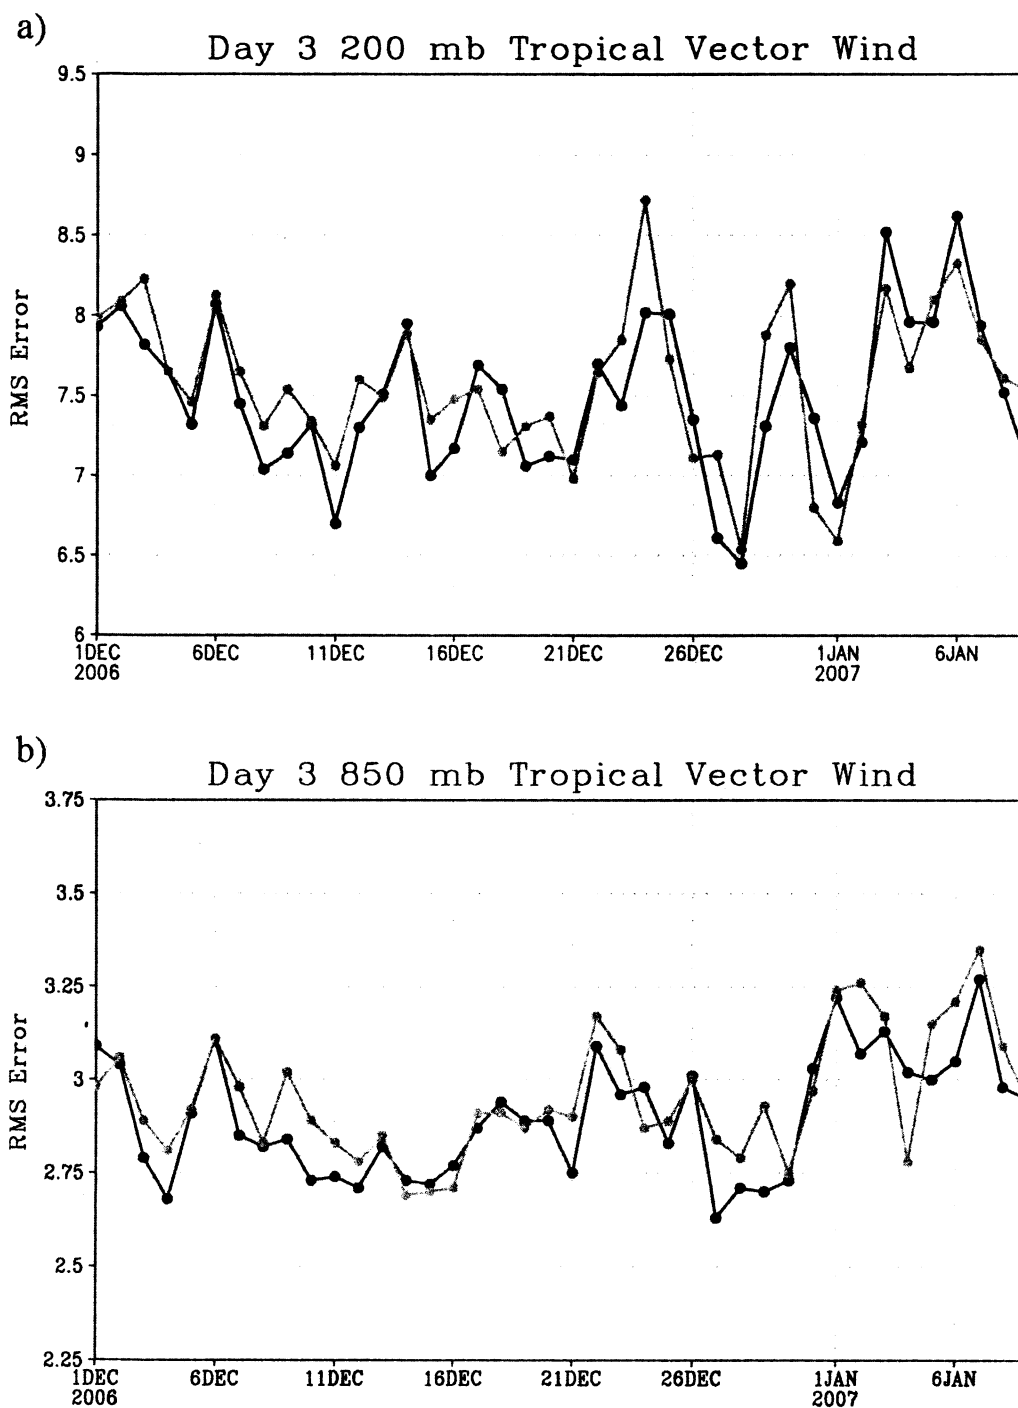 a)
Day 3 200 mb Tropical Vector Wind
9.5
9
8.5
8
7.5
7
6.5
6
RMS Error
1DEC 6DEC 11DEC 16DEC 21DEC 26DEC 1JAN 6JAN
2006 2007
b)
Day 3 850 mb Tropical Vector Wind
3.75
3.5
3.25
3
2.75
2.5
2.25
RMS Error
1DEC 6DEC 11DEC 16DEC 21DEC 26DEC 1JAN 6JAN
2006 2007